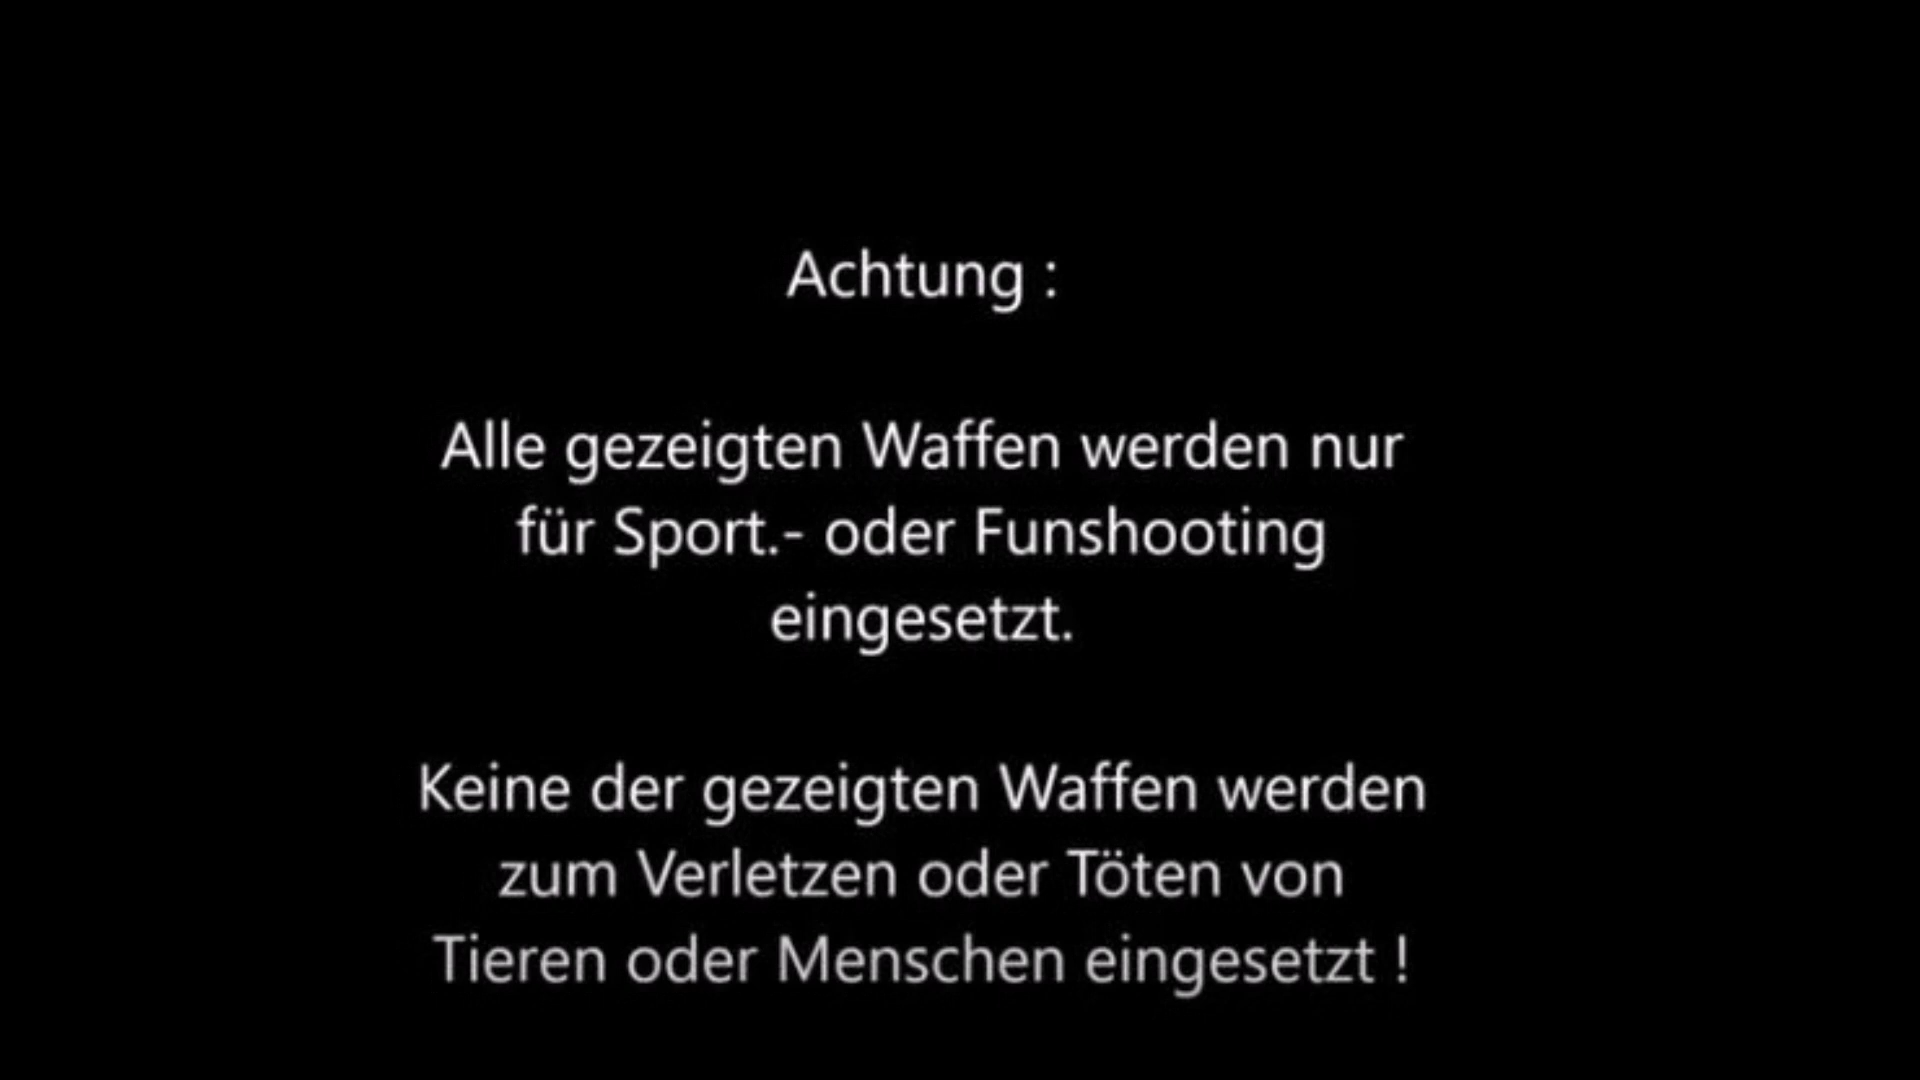 Achtung :
Alle gezeigten Waffen werden nur
für Sport.- oder Funshooting
eingesetzt.
Keine der gezeigten Waffen werden
zum Verletzen oder Töten von
Tieren oder Menschen eingesetzt !